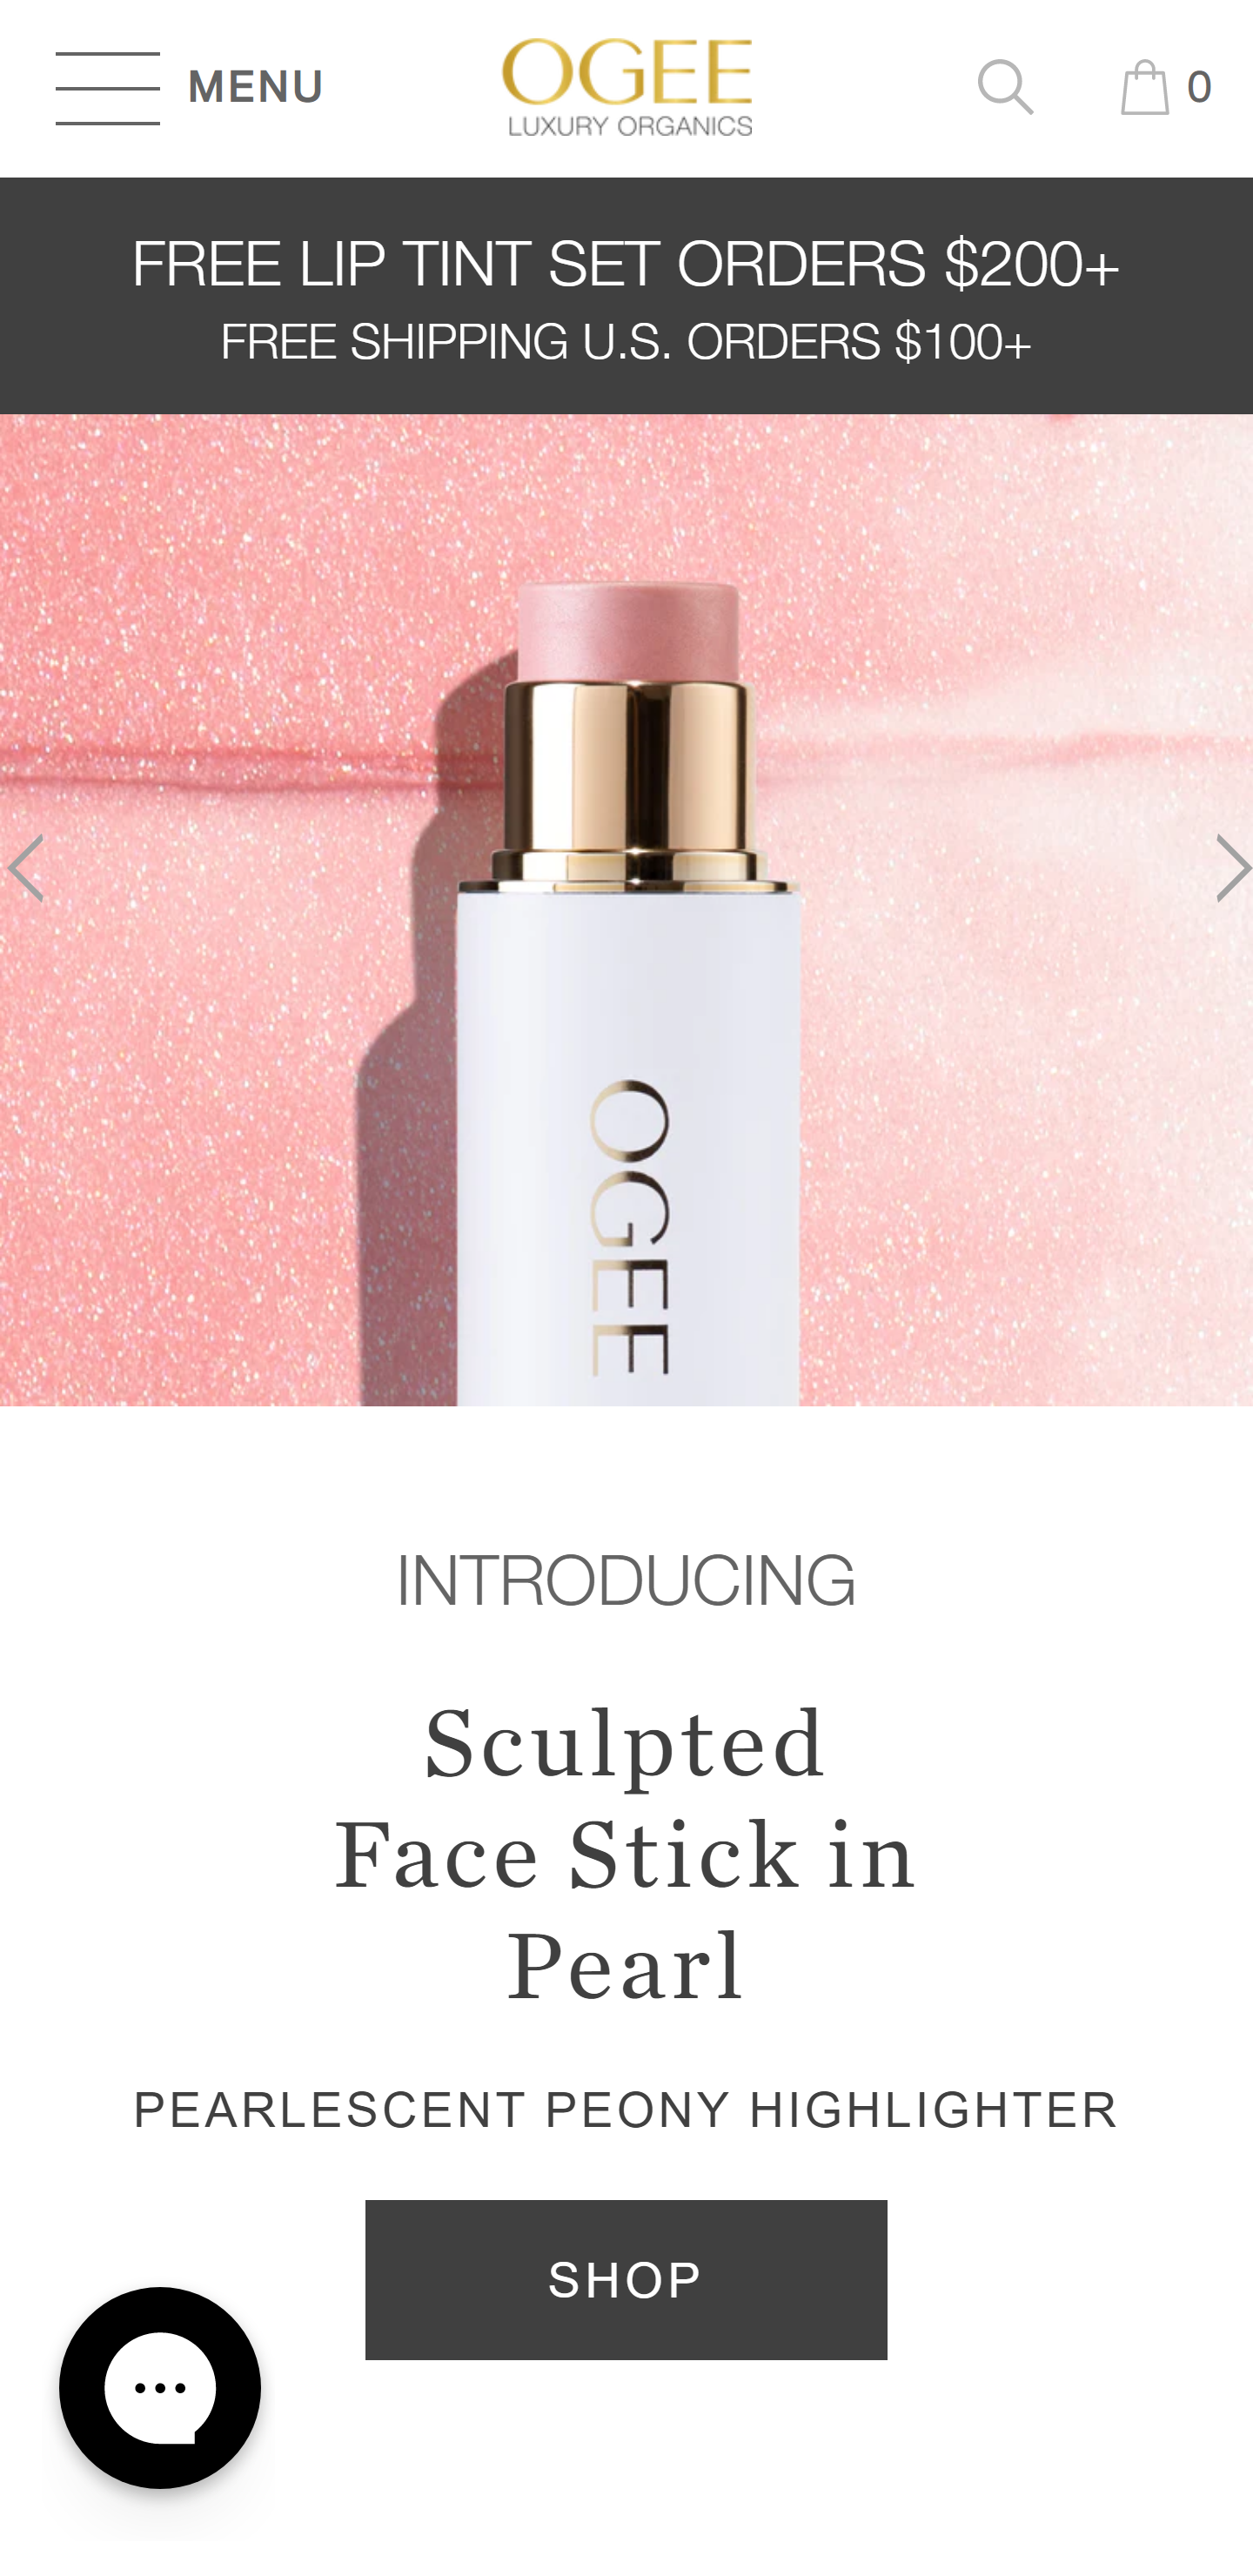 MENU
OGEE
LUXURY ORGANICS
0
FREE LIP TINT SET ORDERS $200+
FREE SHIPPING U.S. ORDERS $100+
OGEE
INTRODUCING
Sculpted
Face Stick in
Pearl
PEARLESCENT PEONY HIGHLIGHTER
SHOP